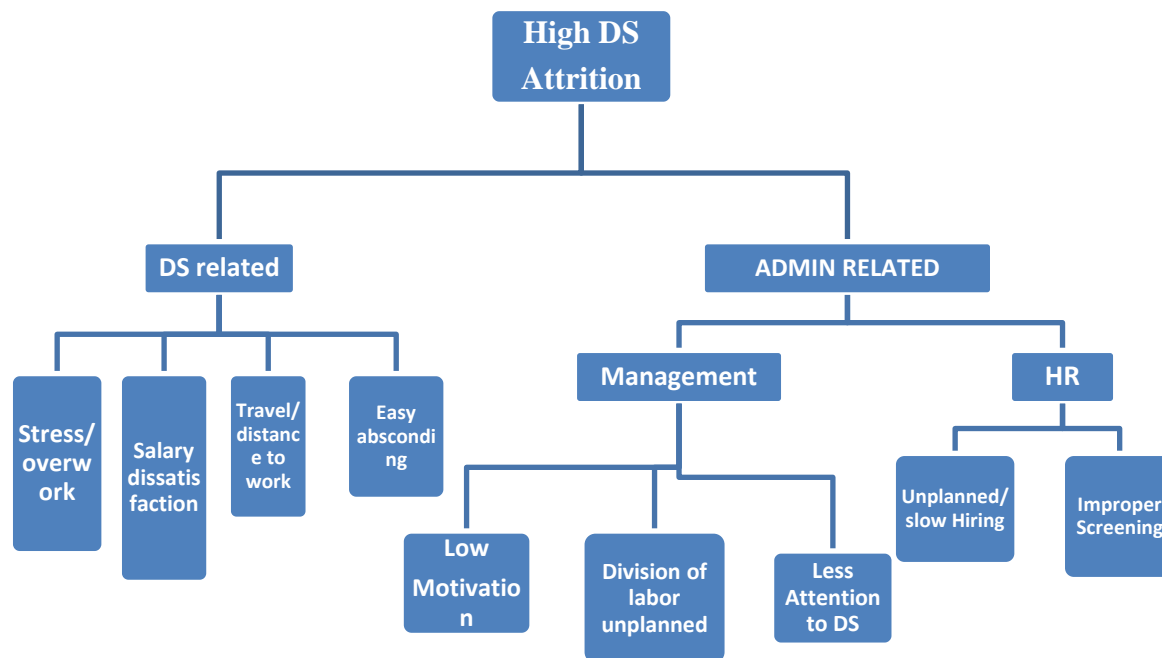 High DS
Attrition
DS related
ADMIN RELATED
Management
HR
Stress/
overw
ork
Salary
dissatis
faction
Travel/
distanc
e to
work
Easy
abscondi
ng
Low
Motivatio
n
Division of
labor
unplanned
Less
Attention
to DS
Unplanned/
slow Hiring
Improper
Screening